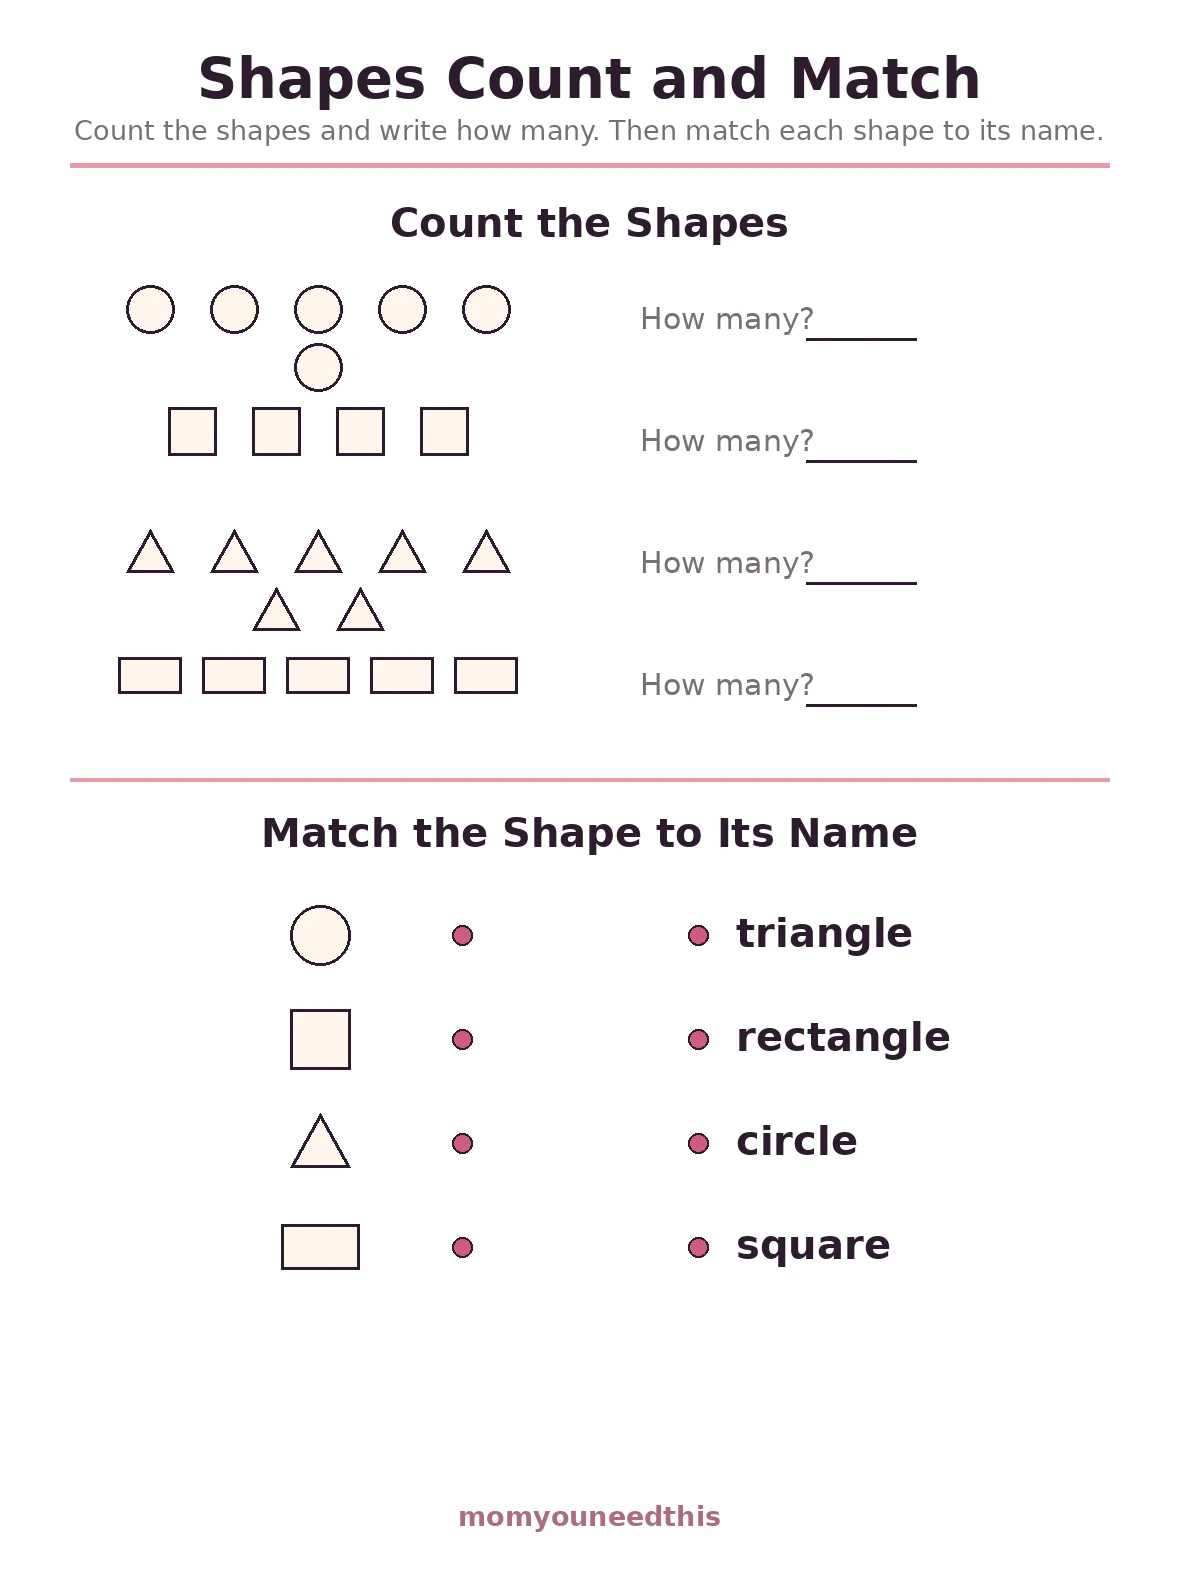 Shapes Count and Match
Count the shapes and write how many. Then match each shape to its name.
Count the Shapes
How many?
How many?
How many?
How many?
Match the Shape to Its Name
triangle
rectangle
circle
square
momyouneedthis